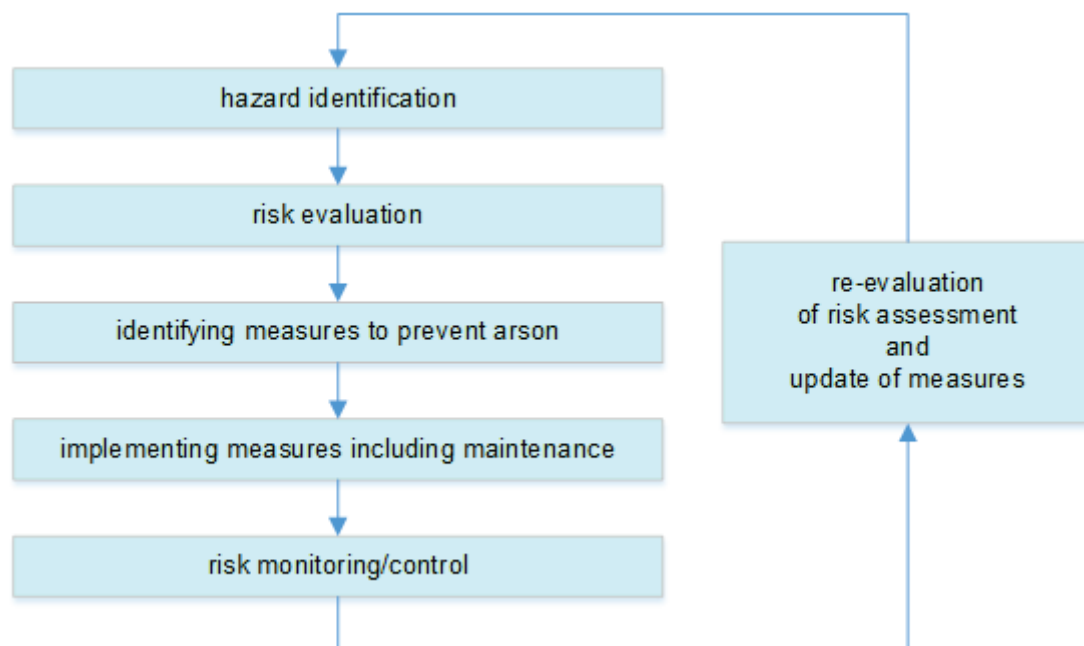 hazard identification
risk evaluation
identifying measures to prevent arson
implementing measures including maintenance
risk monitoring/control
re-evaluation
of risk assessment
and
update of measures